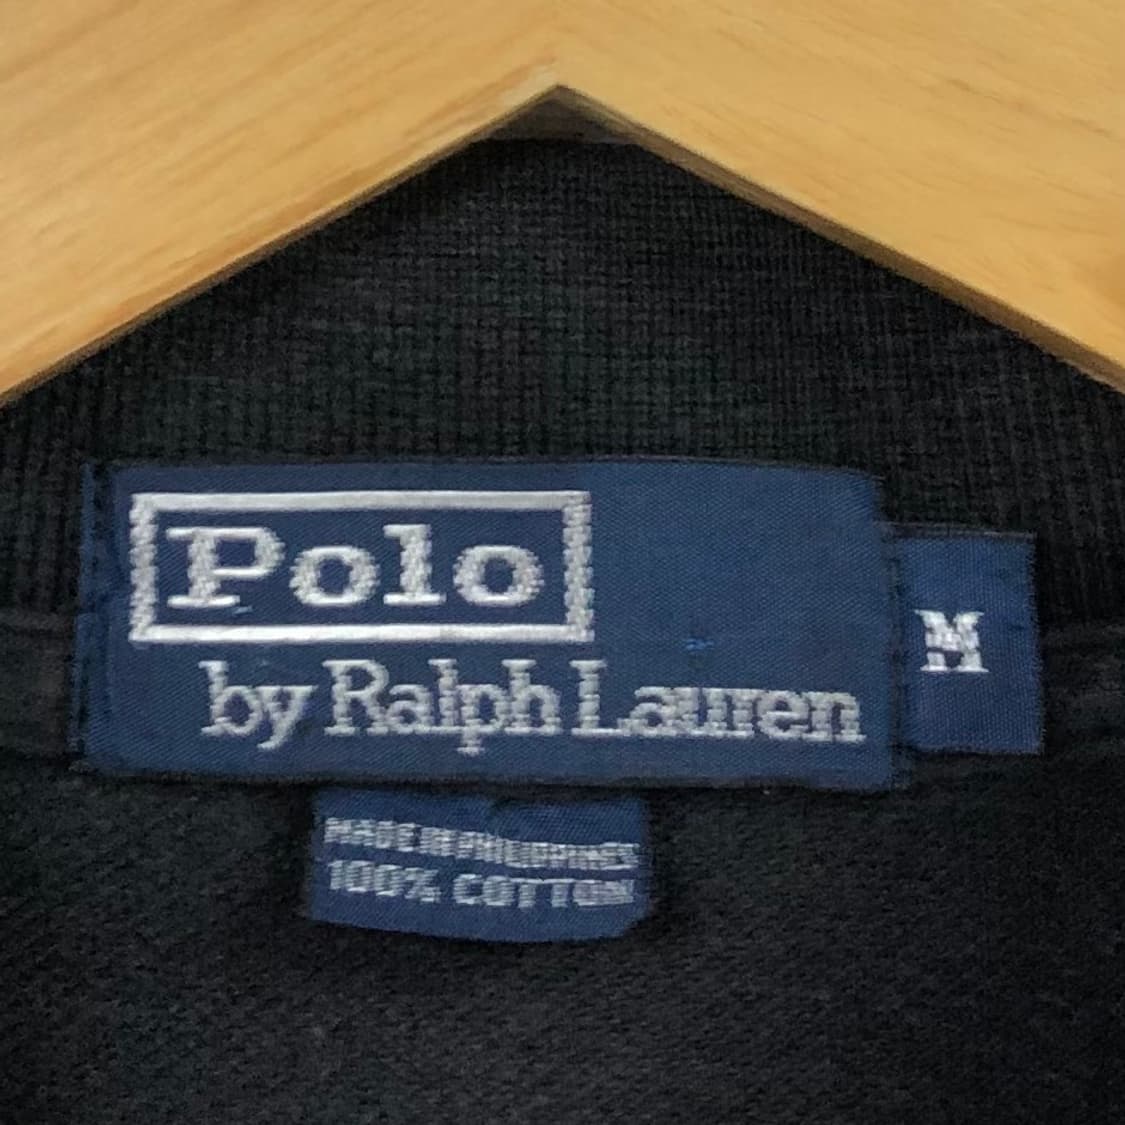 Polo
by Ralph Lauren
M
MADE IN PHILIPPINES
100% COTTON